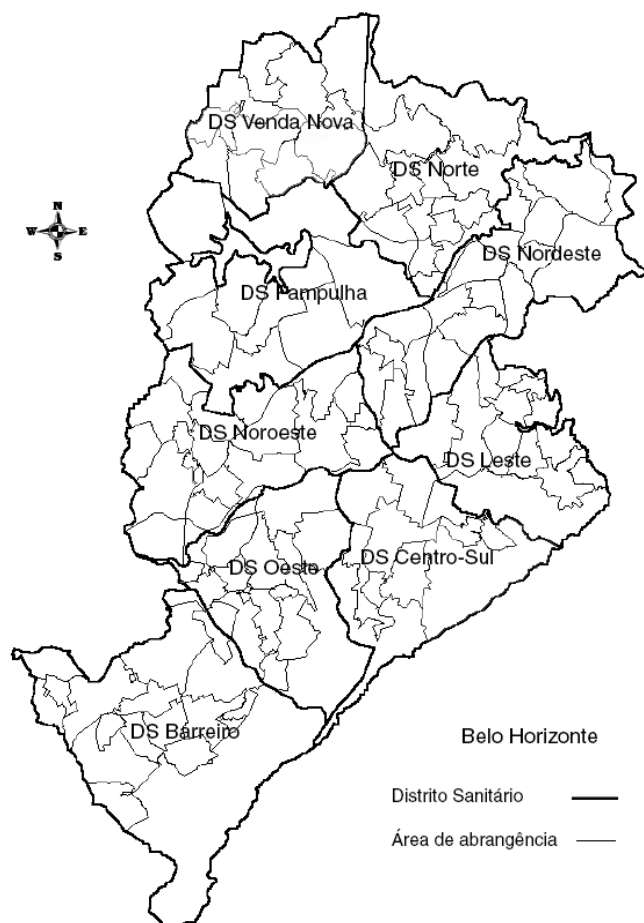 DS Venda Nova
DS Norte
N
W E
S
DS Nordeste
DS Pampulha
DS Noroeste
DS Leste
DS Centro-Sul
DS Oeste
DS Barreiro
Belo Horizonte
Distrito Sanitário
Área de abrangência